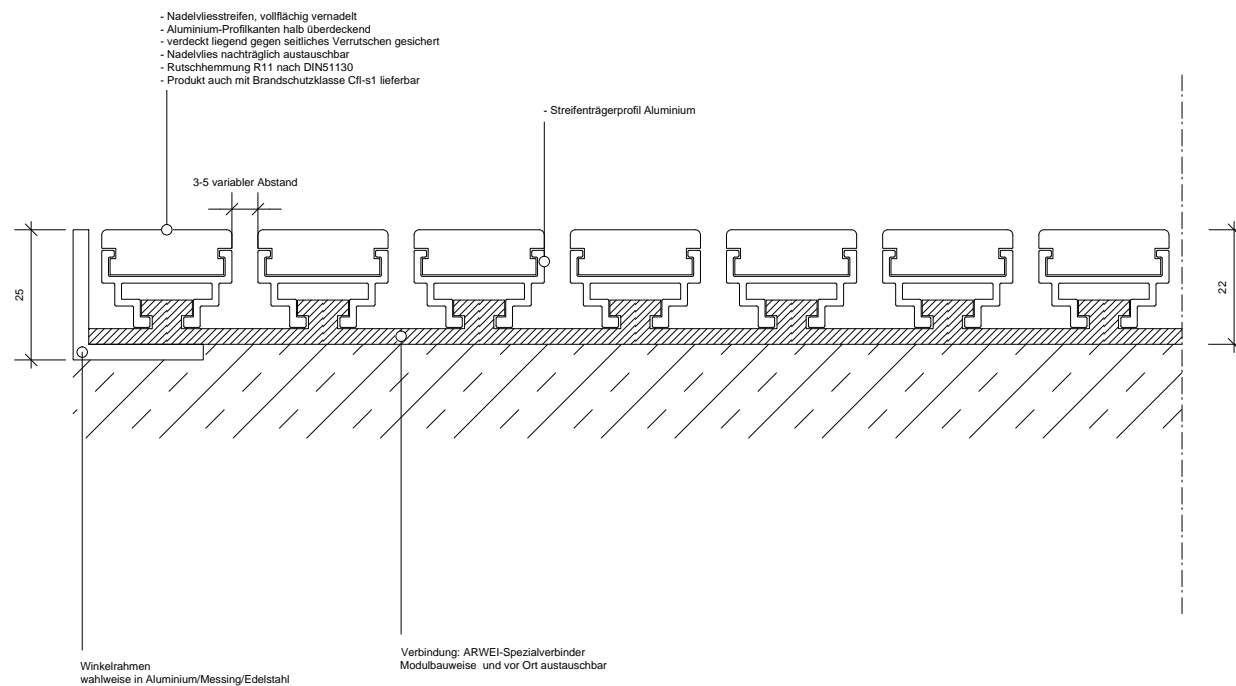 - Nadelvliesstreifen, vollflächig vernadelt
- Aluminium-Profilkanten halb überdeckend
- verdeckt liegend gegen seitliches Verrutschen gesichert
- Nadelvlies nachträglich austauschbar
- Rutschhemmung R11 nach DIN51130
- Produkt auch mit Brandschutzklasse Cfl-s1 lieferbar
- Streifenträgerprofil Aluminium
3-5 variabler Abstand
25
22
Winkelrahmen
wahlweise in Aluminium/Messing/Edelstahl
Verbindung: ARWEI-Spezialverbinder
Modulbauweise und vor Ort austauschbar